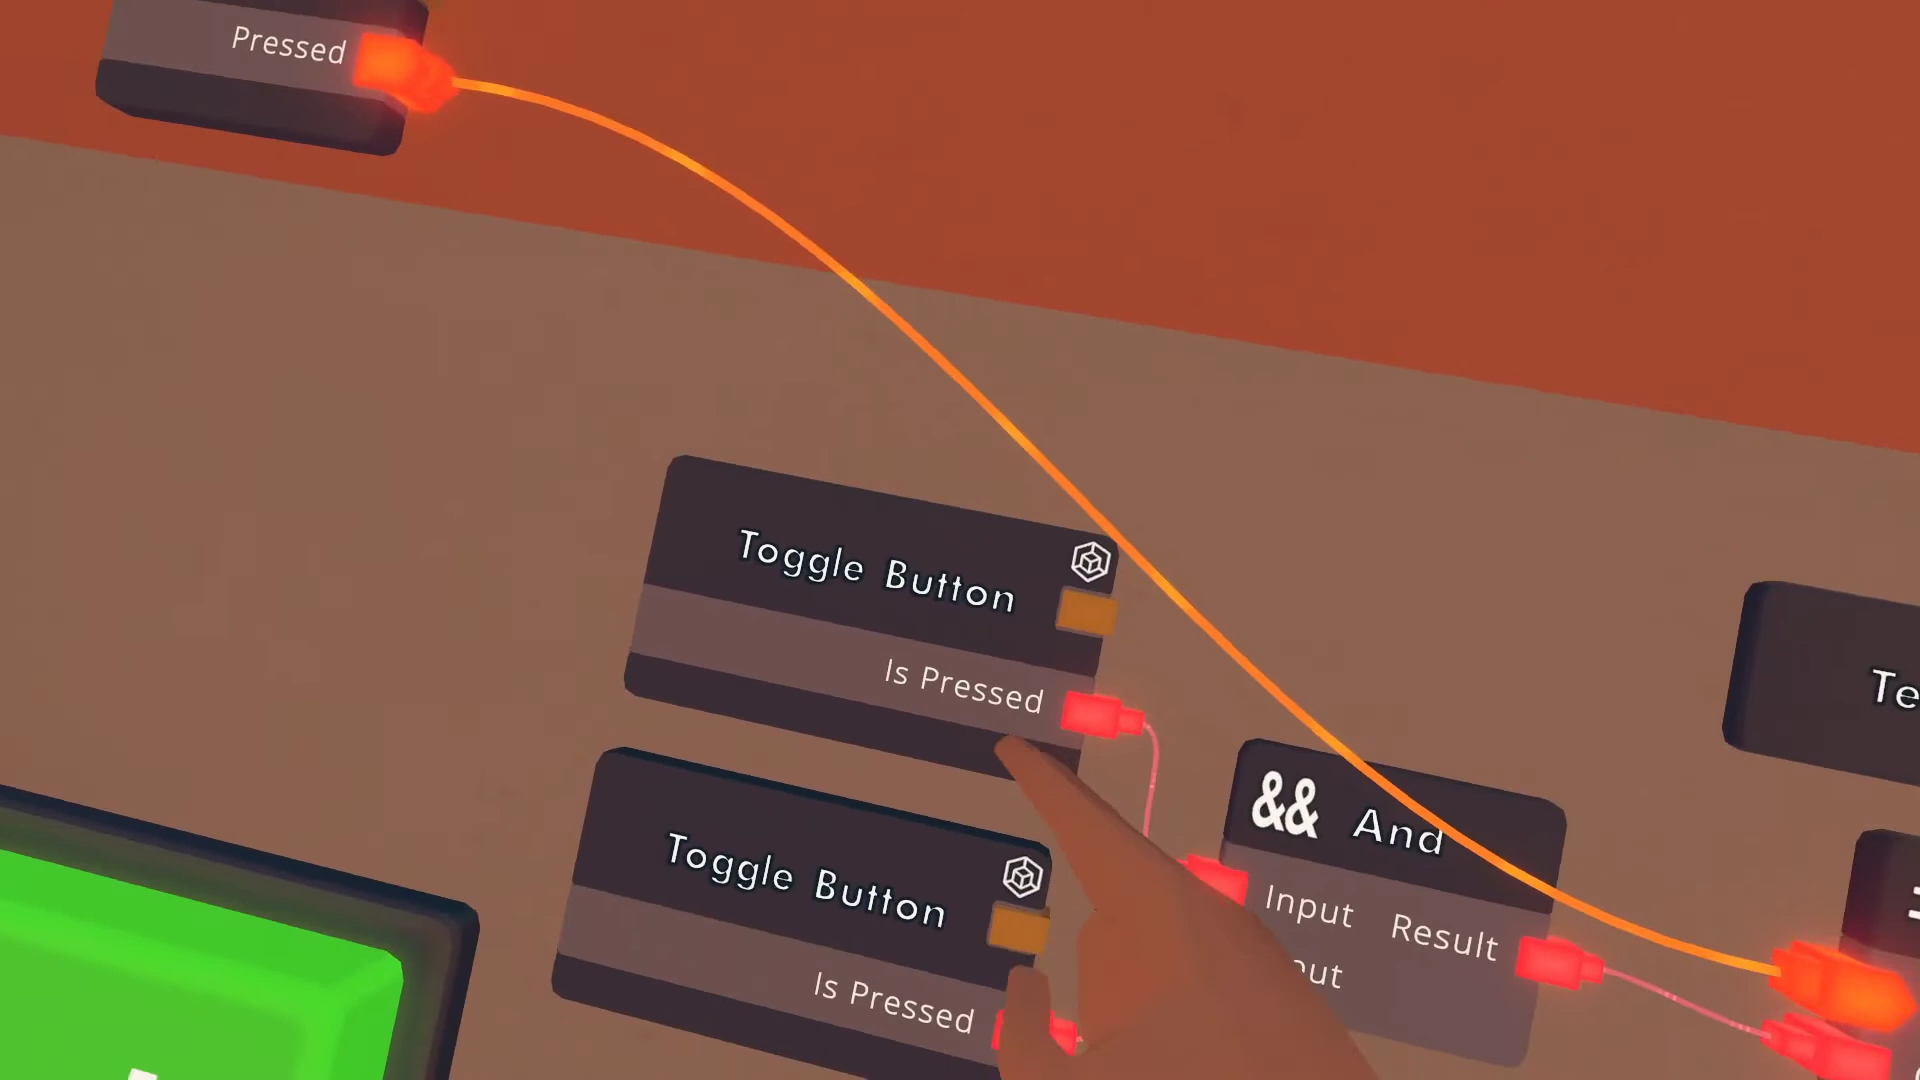 Pressed
Toggle Button
Is Pressed
&& And
Input Result
Toggle Button
Is Pressed